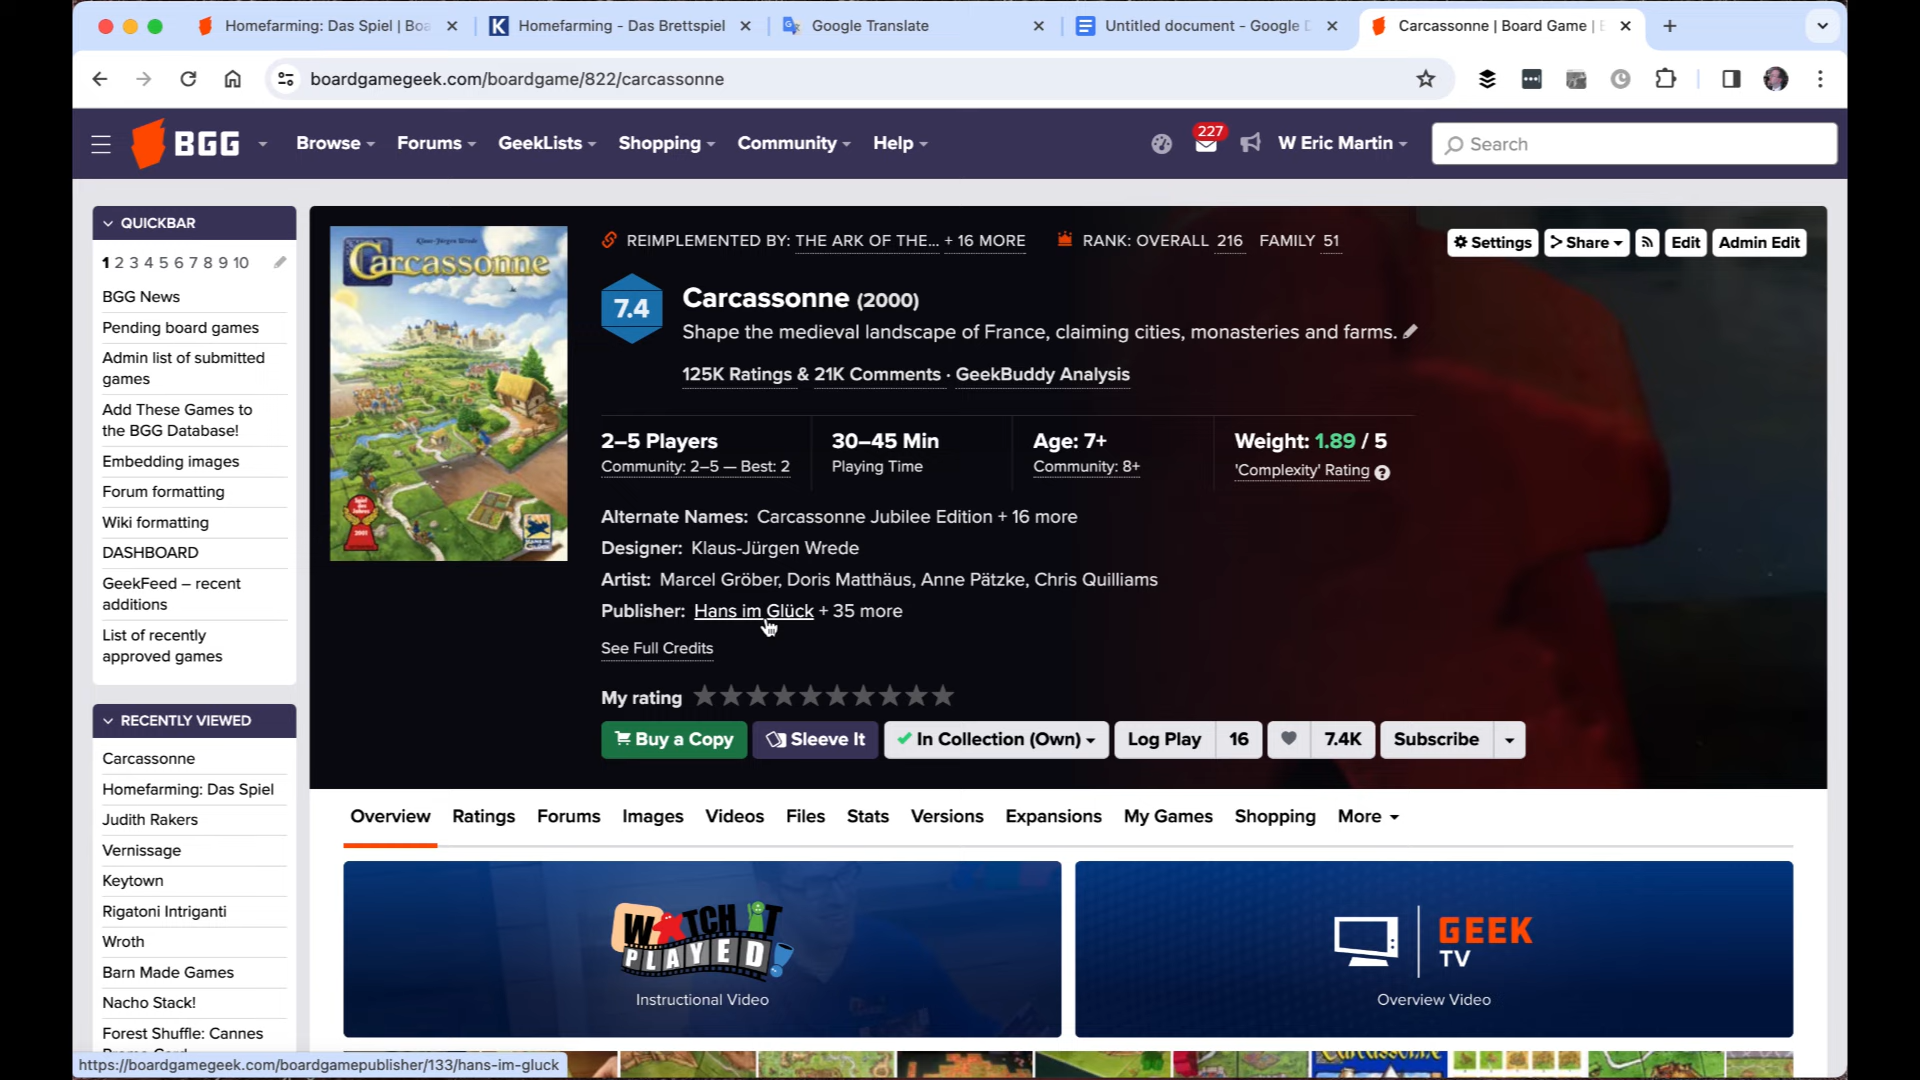 Homefarming: Das Spiel | Boa
Homefarming - Das Brettspiel
Google Translate
Untitled document - Google D
Carcassonne | Board Game | B
boardgamegeek.com/boardgame/822/carcassonne
BGG
Browse
Forums
GeekLists
Shopping
Community
Help
227
W Eric Martin
Search
QUICKBAR
1 2 3 4 5 6 7 8 9 10
BGG News
Pending board games
Admin list of submitted
games
Add These Games to
the BGG Database!
Embedding images
Forum formatting
Wiki formatting
DASHBOARD
GeekFeed – recent
additions
List of recently
approved games
RECENTLY VIEWED
Carcassonne
Homefarming: Das Spiel
Judith Rakers
Vernissage
Keytown
Rigatoni Intriganti
Wroth
Barn Made Games
Nacho Stack!
Forest Shuffle: Cannes
https://boardgamegeek.com/boardgamepublisher/133/hans-im-gluck
Klaus-Jürgen Wrede
Carcassonne
REIMPLEMENTED BY: THE ARK OF THE... + 16 MORE
RANK: OVERALL 216 FAMILY 51
Settings
Share
Edit
Admin Edit
7.4
Carcassonne (2000)
Shape the medieval landscape of France, claiming cities, monasteries and farms.
125K Ratings & 21K Comments · GeekBuddy Analysis
2–5 Players
Community: 2–5 — Best: 2
30–45 Min
Playing Time
Age: 7+
Community: 8+
Weight: 1.89 / 5
'Complexity' Rating
Alternate Names: Carcassonne Jubilee Edition + 16 more
Designer: Klaus-Jürgen Wrede
Artist: Marcel Gröber, Doris Matthäus, Anne Pätzke, Chris Quilliams
Publisher: Hans im Glück + 35 more
See Full Credits
My rating
Buy a Copy
Sleeve It
In Collection (Own)
Log Play 16
7.4K
Subscribe
Overview
Ratings
Forums
Images
Videos
Files
Stats
Versions
Expansions
My Games
Shopping
More
WATCH IT
PLAYED
Instructional Video
GEEK
TV
Overview Video